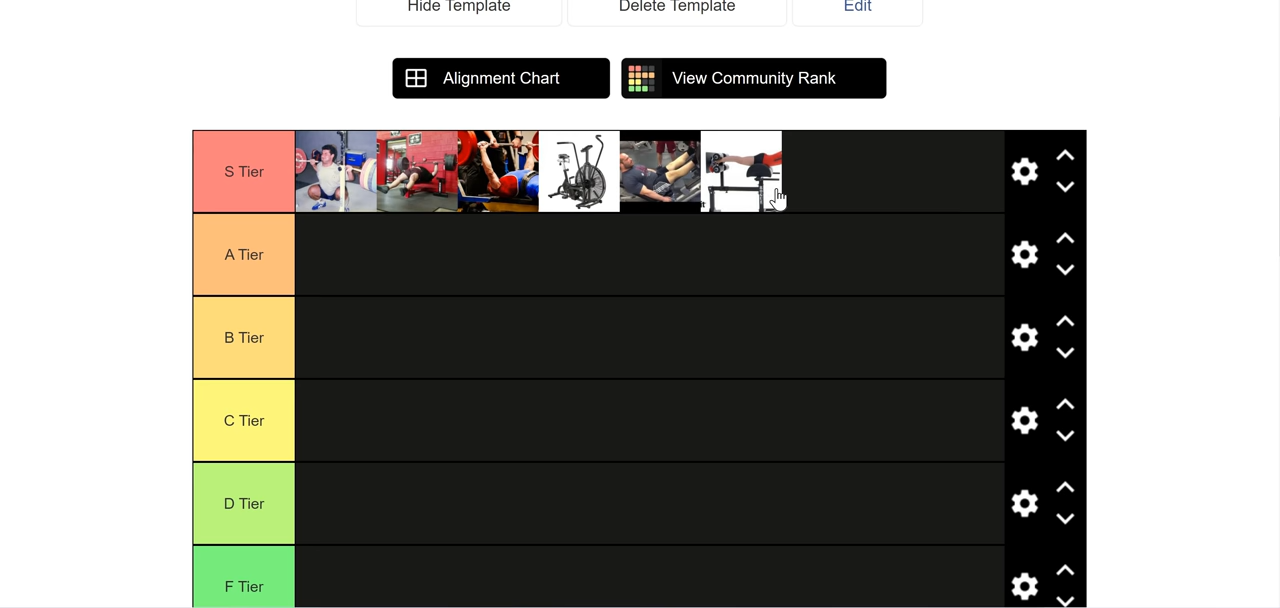 Hide Template
Delete Template
Edit
Alignment Chart
View Community Rank
S Tier
A Tier
B Tier
C Tier
D Tier
F Tier